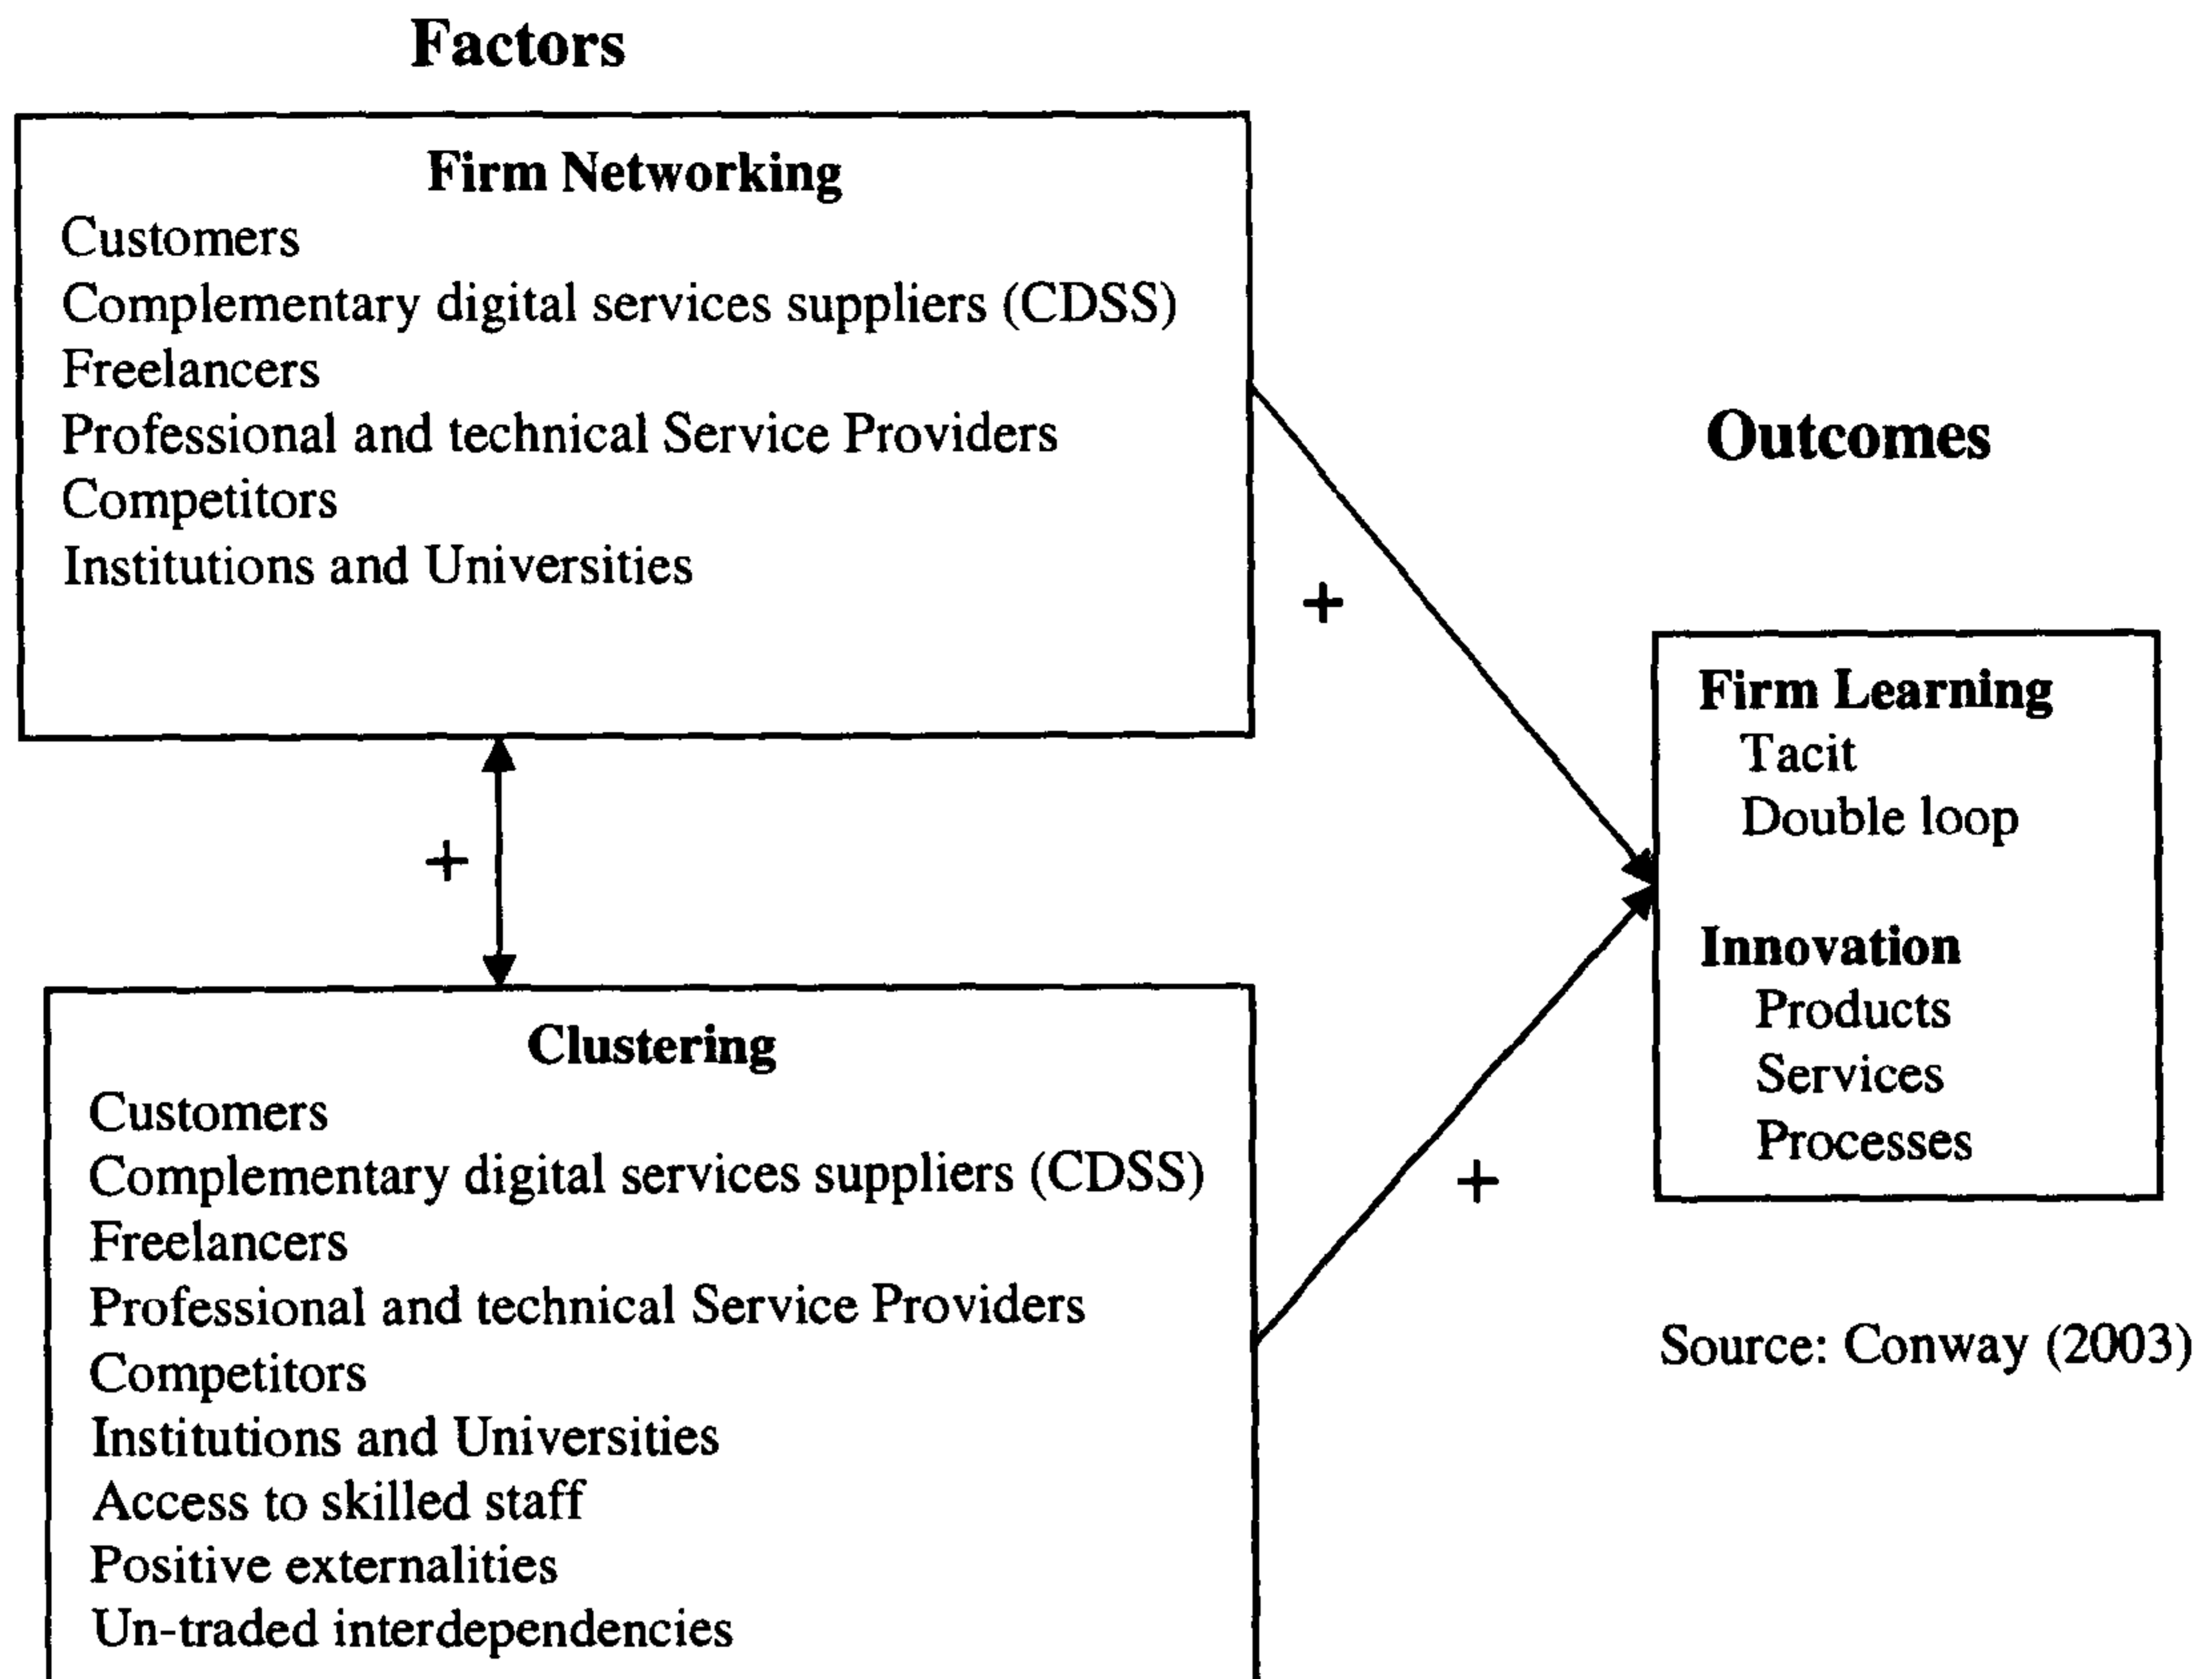 Factors
Firm Networking
Customers
Complementary digital services suppliers (CDSS)
Freelancers
Professional and technical Service Providers
Competitors
Institutions and Universities
+
Outcomes
Firm Learning
Tacit
Double loop
Innovation
Products
Services
Processes
+
Clustering
Customers
Complementary digital services suppliers (CDSS)
Freelancers
Professional and technical Service Providers
Competitors
Institutions and Universities
Access to skilled staff
Positive externalities
Un-traded interdependencies
+
Source: Conway (2003)